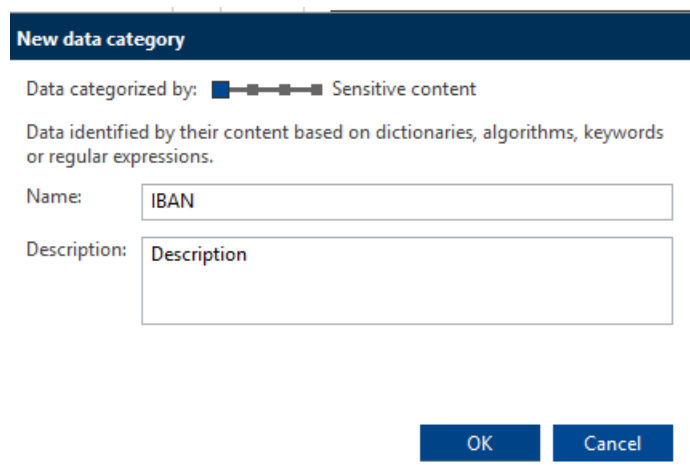 New data category
Data categorized by: Sensitive content
Data identified by their content based on dictionaries, algorithms, keywords
or regular expressions.
Name: IBAN
Description: Description
OK Cancel